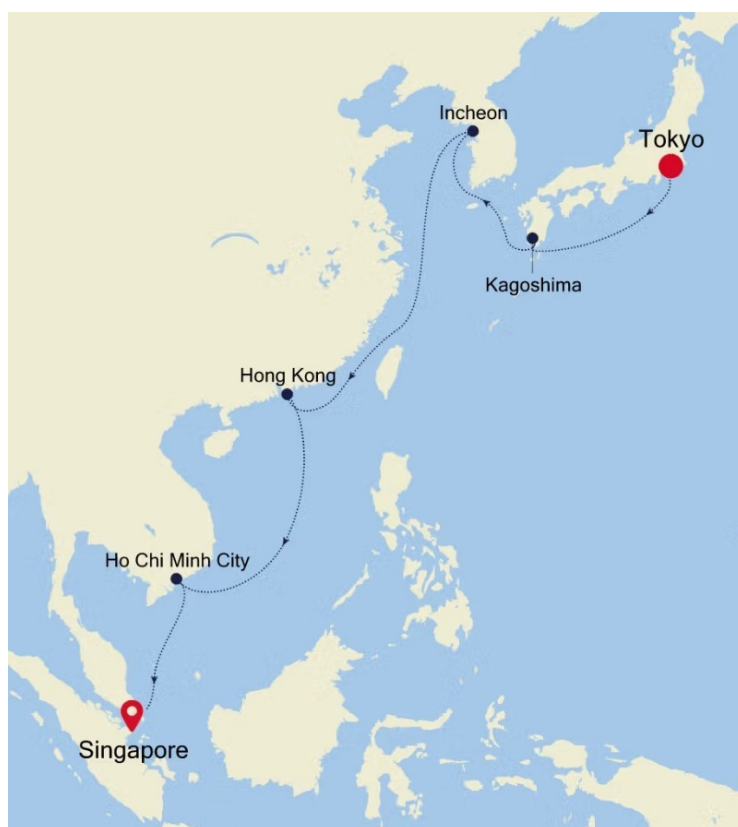 Incheon
Tokyo
Kagoshima
Hong Kong
Ho Chi Minh City
Singapore